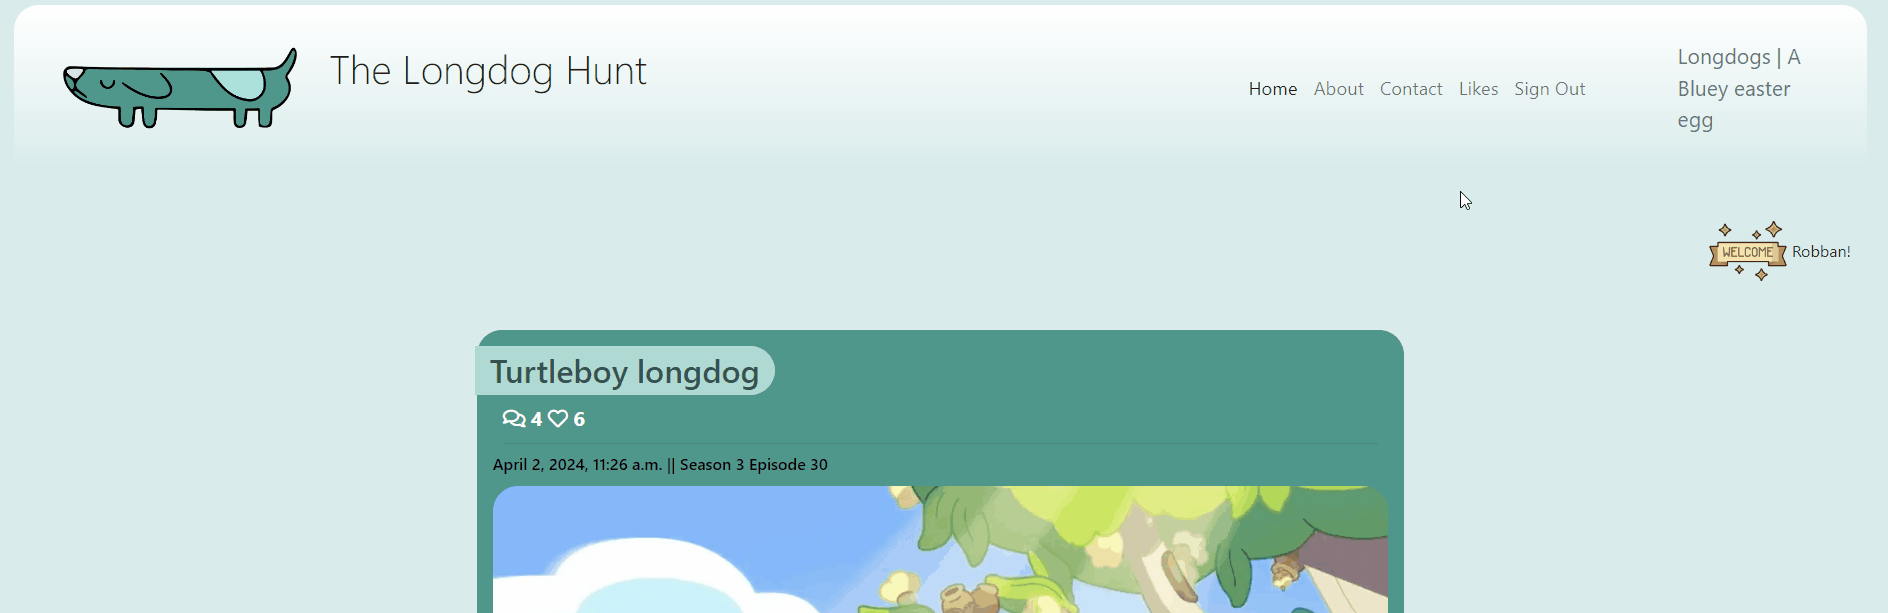 The Longdog Hunt
Home About Contact Likes Sign Out
Longdogs | A
Bluey easter
egg
WELCOME Robban!
Turtleboy longdog
4 6
April 2, 2024, 11:26 a.m. || Season 3 Episode 30